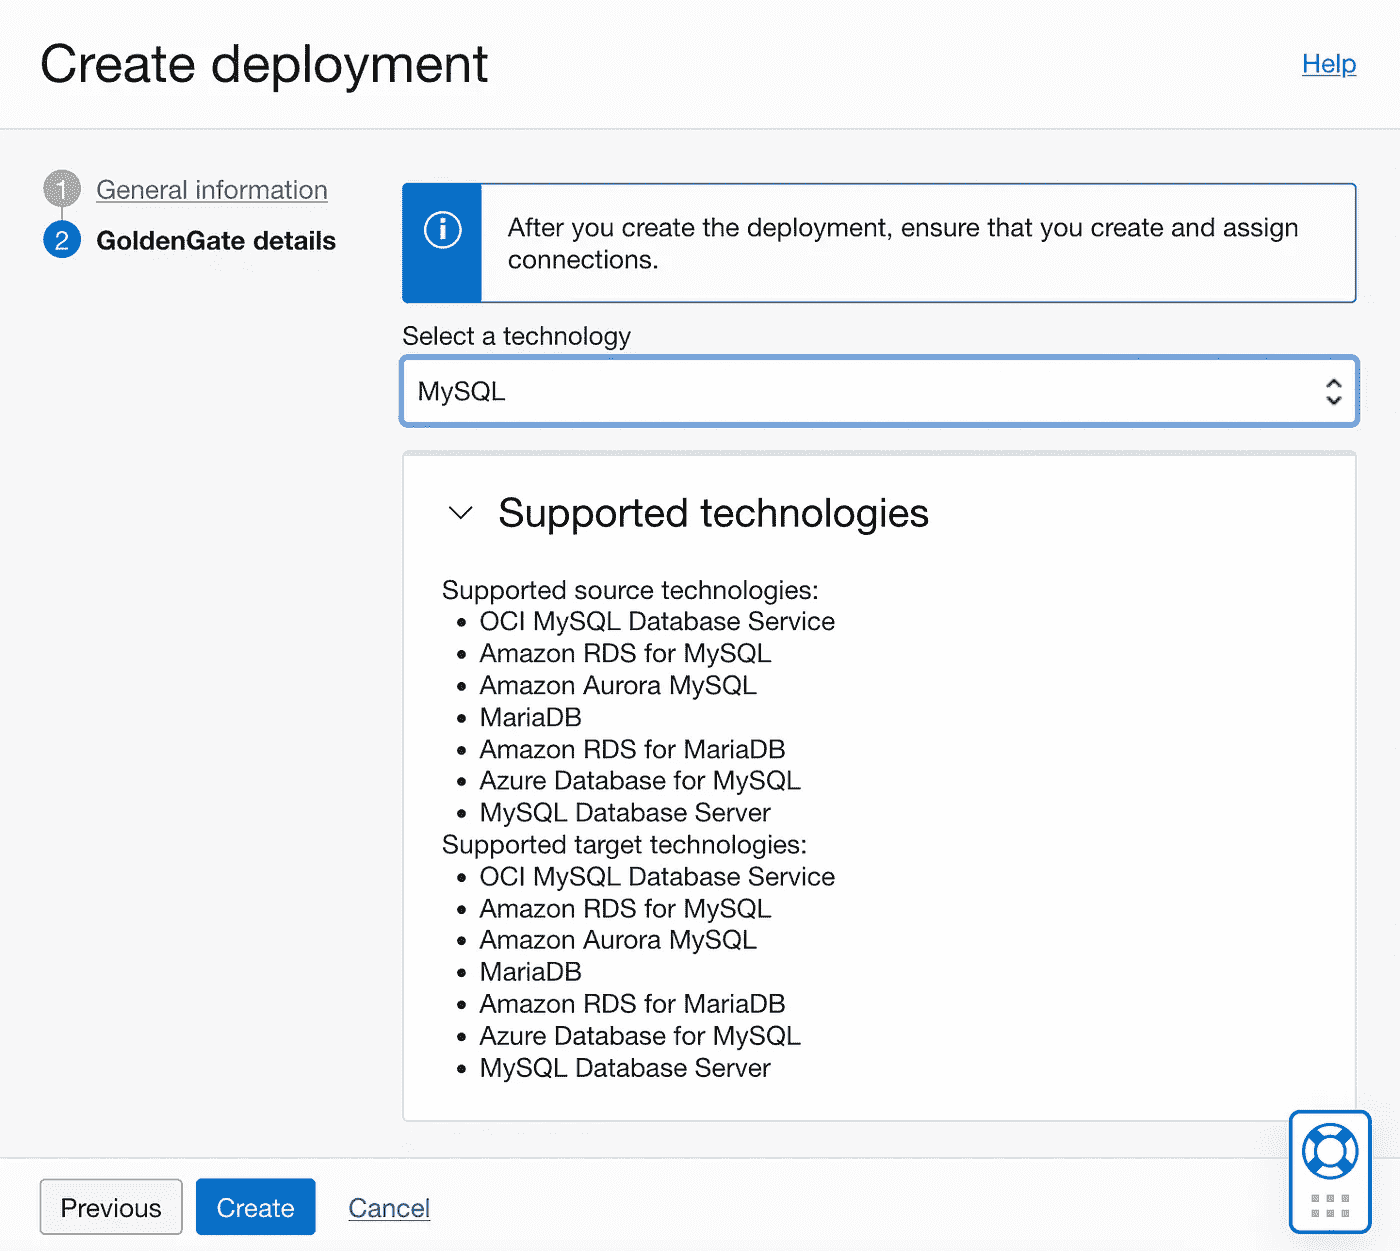 Create deployment
Help
1 General information
2 GoldenGate details
After you create the deployment, ensure that you create and assign
connections.
Select a technology
MySQL
Supported technologies
Supported source technologies:
• OCI MySQL Database Service
• Amazon RDS for MySQL
• Amazon Aurora MySQL
• MariaDB
• Amazon RDS for MariaDB
• Azure Database for MySQL
• MySQL Database Server
Supported target technologies:
• OCI MySQL Database Service
• Amazon RDS for MySQL
• Amazon Aurora MySQL
• MariaDB
• Amazon RDS for MariaDB
• Azure Database for MySQL
• MySQL Database Server
Previous Create Cancel